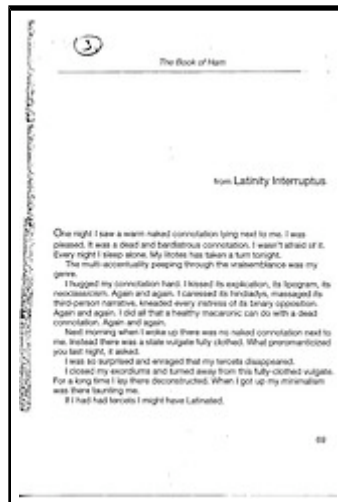 3
The Book of Ham
from Latinity Interruptus
One night I saw a warm naked connotation lying next to me. I was
pleased. It was a dead and bardistrous connotation. I wasn't afraid of it.
Every night I sleep alone. My litotes has taken a turn tonight.
The multi-accentuality peeping through the vraisemblance was my
genre.
I hugged my connotation hard. I kissed its explication, its lipogram, its
neoclassicism. Again and again. I caressed its hindiadys, massaged its
third-person narrative, kneaded every mistress of its binary opposition.
Again and again. I did all that a healthy macaronic can do with a dead
connotation. Again and again.
Next morning when I woke up there was no naked connotation next to
me. Instead there was a stale vulgate fully clothed. What preromanticized
you last night, it asked.
I was so surprised and enraged that my tercets disappeared.
I closed my exordiums and turned away from this fully-clothed vulgate.
For a long time I lay there deconstructed. When I got up my minimalism
was there taunting me.
If I had had tercets I might have Latinated.
69